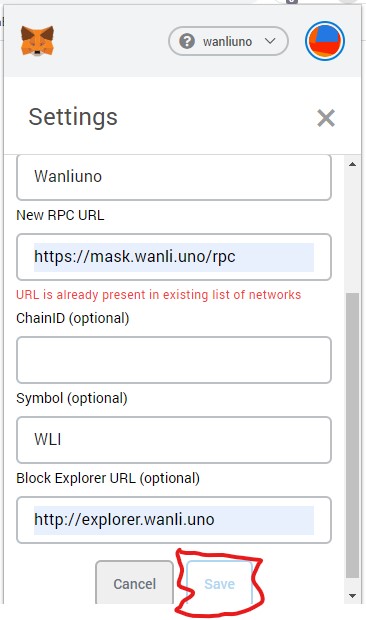 wanliuno
Settings
Wanliuno
New RPC URL
https://mask.wanli.uno/rpc
URL is already present in existing list of networks
ChainID (optional)
Symbol (optional)
WLI
Block Explorer URL (optional)
http://explorer.wanli.uno
Cancel
Save